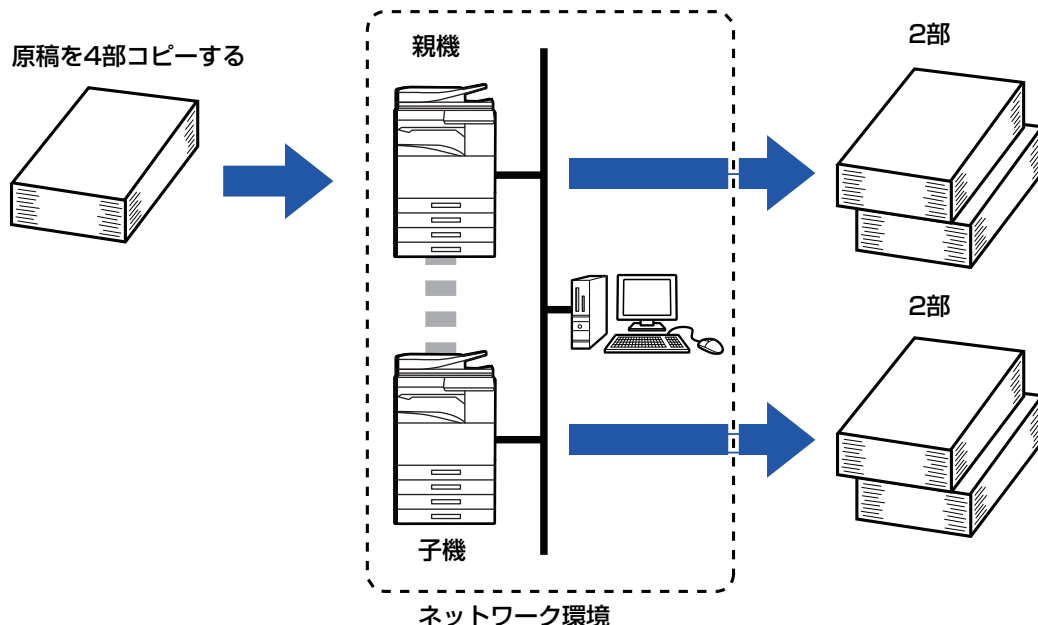 原稿を4部コピーする
親機
2部
2部
子機
ネットワーク環境